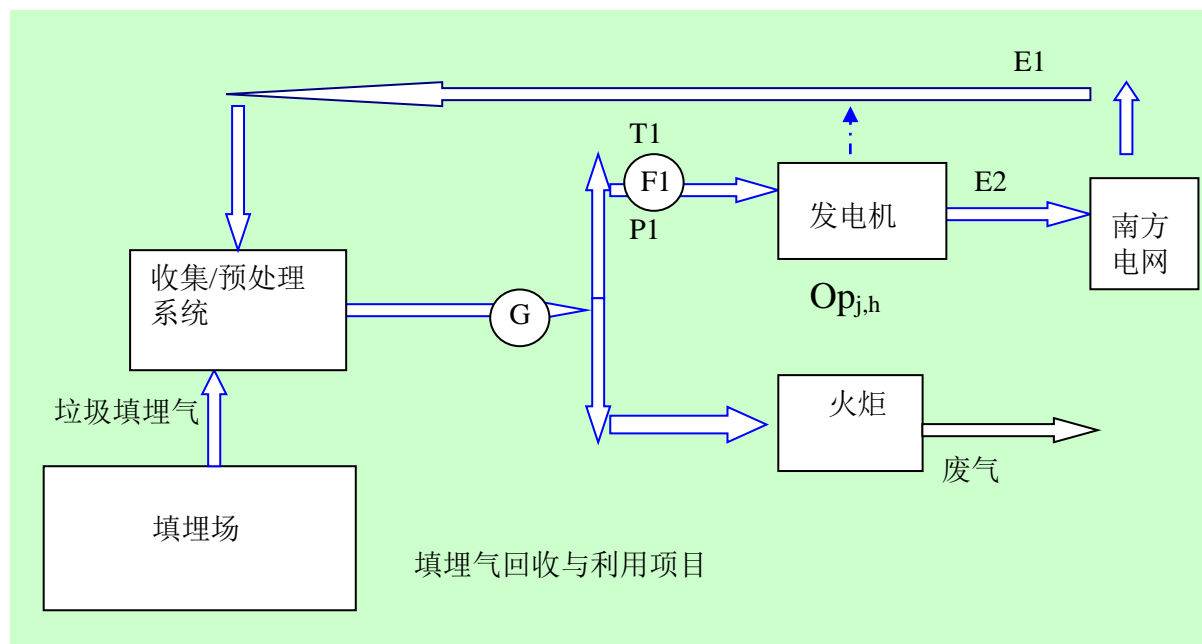 E1
T1
F1
P1
发电机
E2
南方
电网
收集/预处理
系统
G
Opj,h
垃圾填埋气
火炬
废气
填埋场
填埋气回收与利用项目